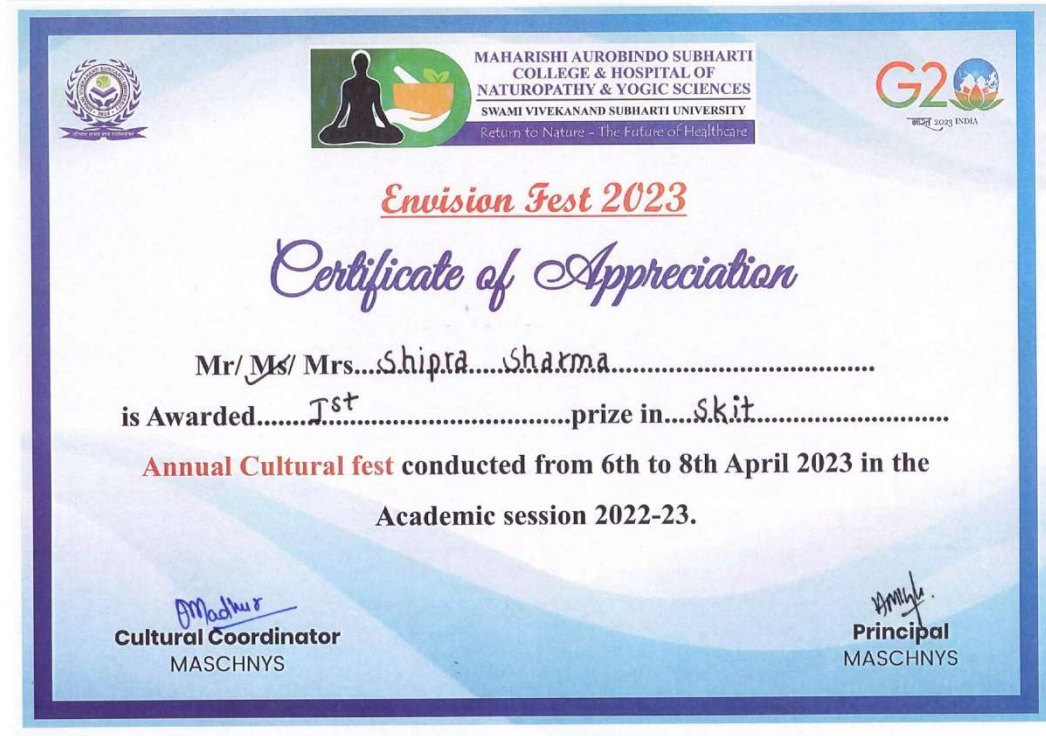 MAHARISHI AUROBINDO SUBHARTI
COLLEGE & HOSPITAL OF
NATUROPATHY & YOGIC SCIENCES
SWAMI VIVEKANAND SUBHARTI UNIVERSITY
Return to Nature - The Future of Healthcare
G20
भारत 2023 INDIA
Envision Fest 2023
Certificate of Appreciation
Mr/ Ms/ Mrs...Shipra.....Sharma...............................................
is Awarded........Ist...................................prize in....Skit............................
Annual Cultural fest conducted from 6th to 8th April 2023 in the
Academic session 2022-23.
Madhur
Cultural Coordinator
MASCHNYS
Principal
MASCHNYS